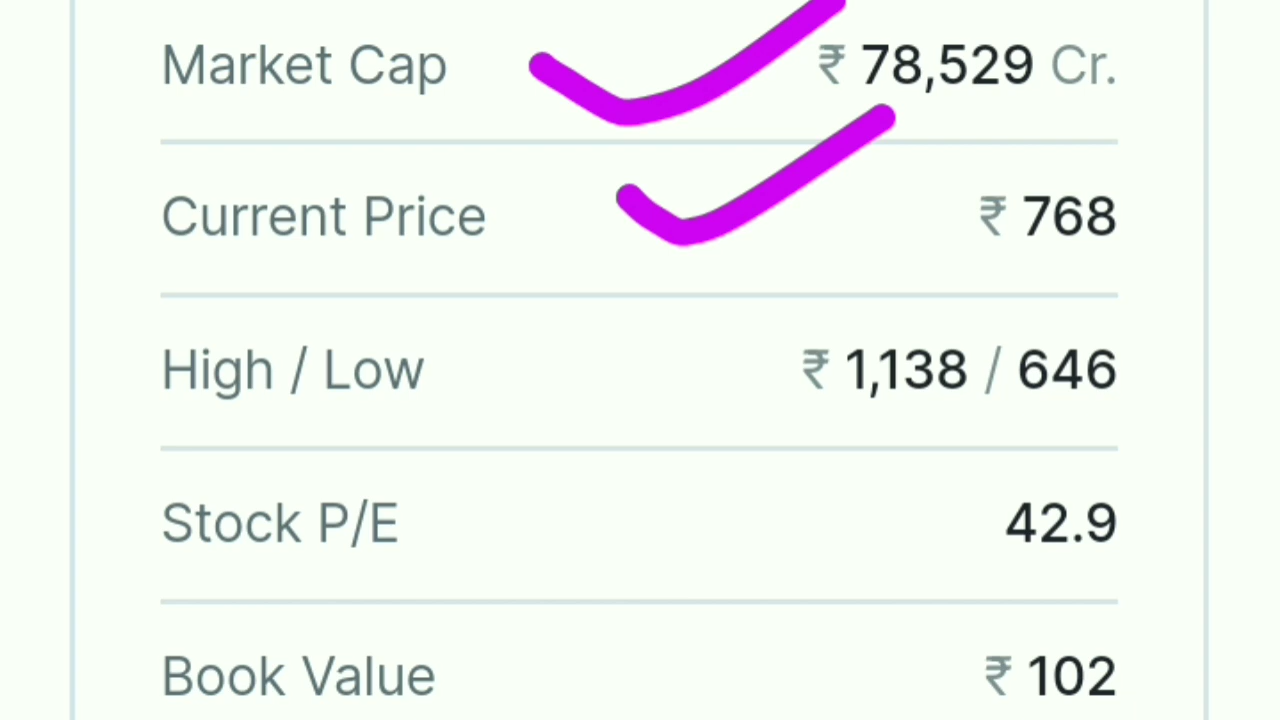 Market Cap ₹ 78,529 Cr.
Current Price ₹ 768
High / Low ₹ 1,138 / 646
Stock P/E 42.9
Book Value ₹ 102